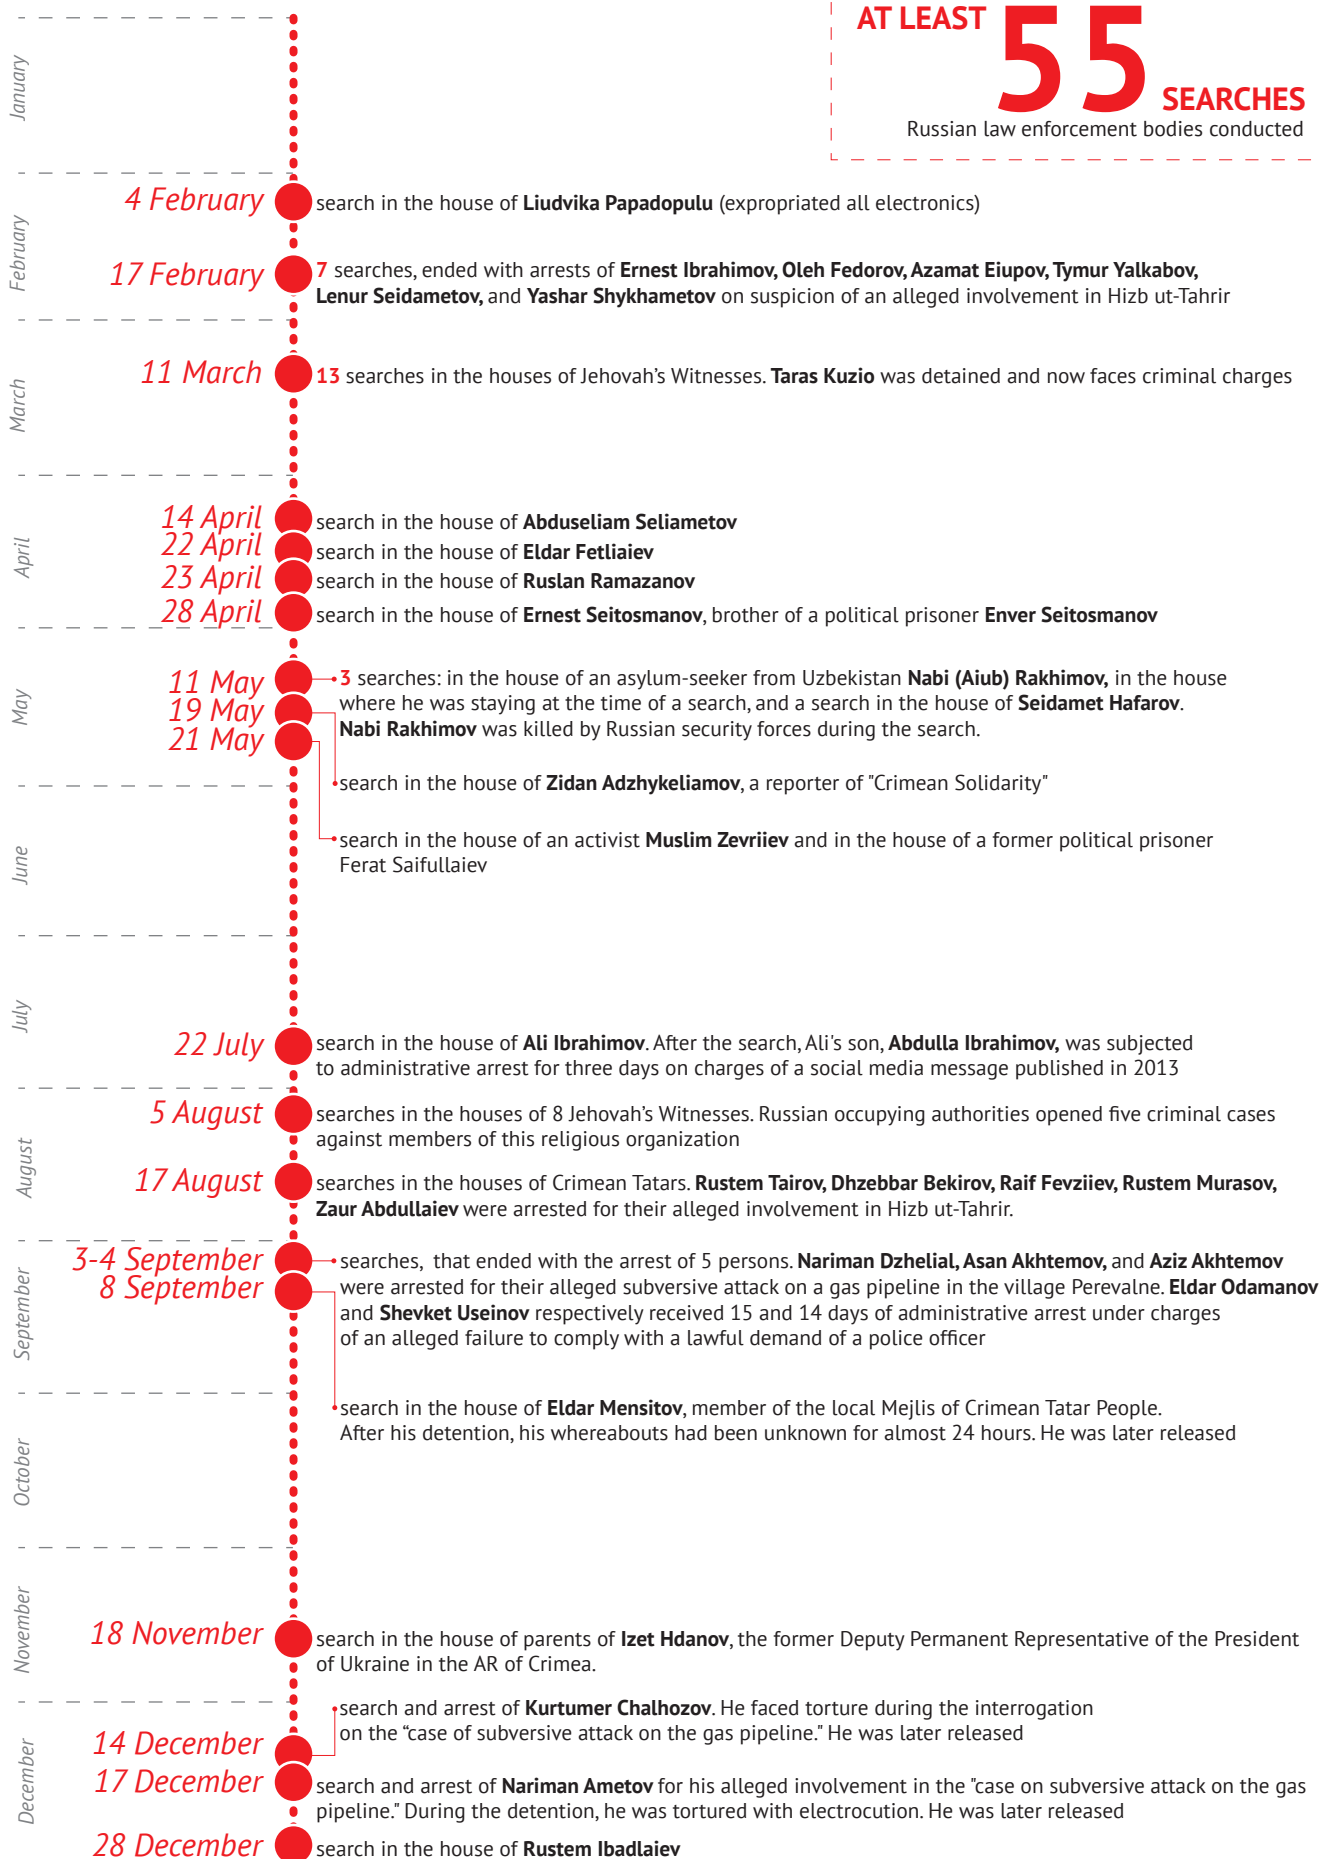 AT LEAST
55
SEARCHES
Russian law enforcement bodies conducted
January
February
4 February
search in the house of Liudvika Papadopulu (expropriated all electronics)
17 February
7 searches, ended with arrests of Ernest Ibrahimov, Oleh Fedorov, Azamat Eiupov, Tymur Yalkabov,
Lenur Seidametov, and Yashar Shykhametov on suspicion of an alleged involvement in Hizb ut-Tahrir
March
11 March
13 searches in the houses of Jehovah’s Witnesses. Taras Kuzio was detained and now faces criminal charges
April
14 April
search in the house of Abduseliam Seliametov
22 April
search in the house of Eldar Fetliaiev
23 April
search in the house of Ruslan Ramazanov
28 April
search in the house of Ernest Seitosmanov, brother of a political prisoner Enver Seitosmanov
May
11 May
3 searches: in the house of an asylum-seeker from Uzbekistan Nabi (Aiub) Rakhimov, in the house
where he was staying at the time of a search, and a search in the house of Seidamet Hafarov.
Nabi Rakhimov was killed by Russian security forces during the search.
19 May
search in the house of Zidan Adzhykeliamov, a reporter of "Crimean Solidarity"
21 May
search in the house of an activist Muslim Zevriiev and in the house of a former political prisoner
Ferat Saifullaiev
June
July
22 July
search in the house of Ali Ibrahimov. After the search, Ali's son, Abdulla Ibrahimov, was subjected
to administrative arrest for three days on charges of a social media message published in 2013
August
5 August
searches in the houses of 8 Jehovah’s Witnesses. Russian occupying authorities opened five criminal cases
against members of this religious organization
17 August
searches in the houses of Crimean Tatars. Rustem Tairov, Dhzebbar Bekirov, Raif Fevziiev, Rustem Murasov,
Zaur Abdullaiev were arrested for their alleged involvement in Hizb ut-Tahrir.
September
3-4 September
searches, that ended with the arrest of 5 persons. Nariman Dzhelial, Asan Akhtemov, and Aziz Akhtemov
were arrested for their alleged subversive attack on a gas pipeline in the village Perevalne. Eldar Odamanov
and Shevket Useinov respectively received 15 and 14 days of administrative arrest under charges
of an alleged failure to comply with a lawful demand of a police officer
8 September
search in the house of Eldar Mensitov, member of the local Mejlis of Crimean Tatar People.
After his detention, his whereabouts had been unknown for almost 24 hours. He was later released
October
November
18 November
search in the house of parents of Izet Hdanov, the former Deputy Permanent Representative of the President
of Ukraine in the AR of Crimea.
December
14 December
search and arrest of Kurtumer Chalhozov. He faced torture during the interrogation
on the “case of subversive attack on the gas pipeline." He was later released
17 December
search and arrest of Nariman Ametov for his alleged involvement in the "case on subversive attack on the gas
pipeline." During the detention, he was tortured with electrocution. He was later released
28 December
search in the house of Rustem Ibadlaiev